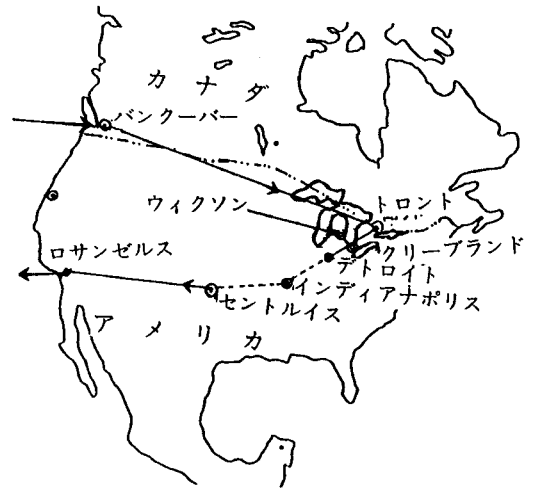 カナダ
バンクーバー
トロント
ウィクソン
クリーブランド
ロサンゼルス
デトロイト
インディアナポリス
セントルイス
アメリカ